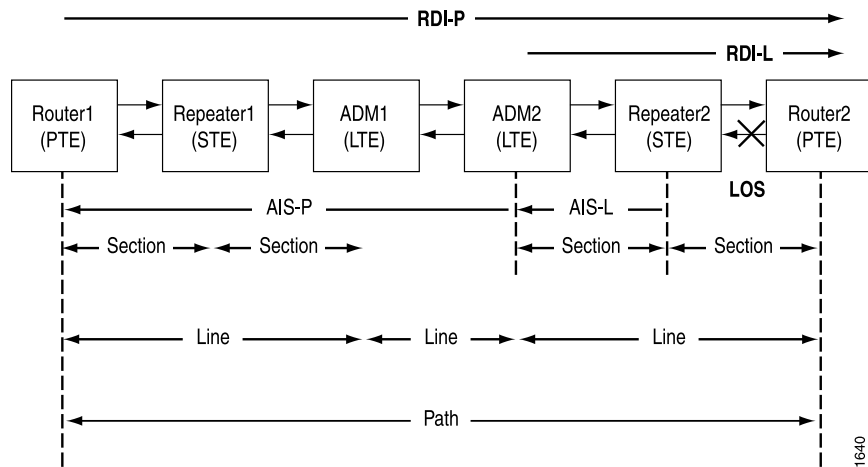 RDI-P
RDI-L
Router1 (PTE)
Repeater1 (STE)
ADM1 (LTE)
ADM2 (LTE)
Repeater2 (STE)
Router2 (PTE)
LOS
AIS-P
AIS-L
Section
Section
Section
Section
Line
Line
Line
Path
1640